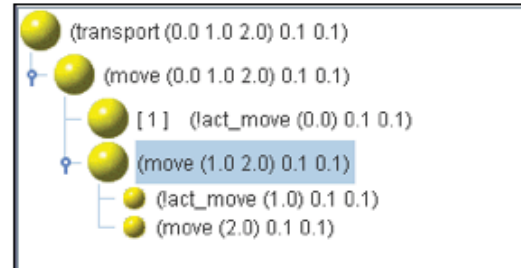 (transport (0.0 1.0 2.0) 0.1 0.1)
(move (0.0 1.0 2.0) 0.1 0.1)
[ 1 ] (!act_move (0.0) 0.1 0.1)
(move (1.0 2.0) 0.1 0.1)
(!act_move (1.0) 0.1 0.1)
(move (2.0) 0.1 0.1)